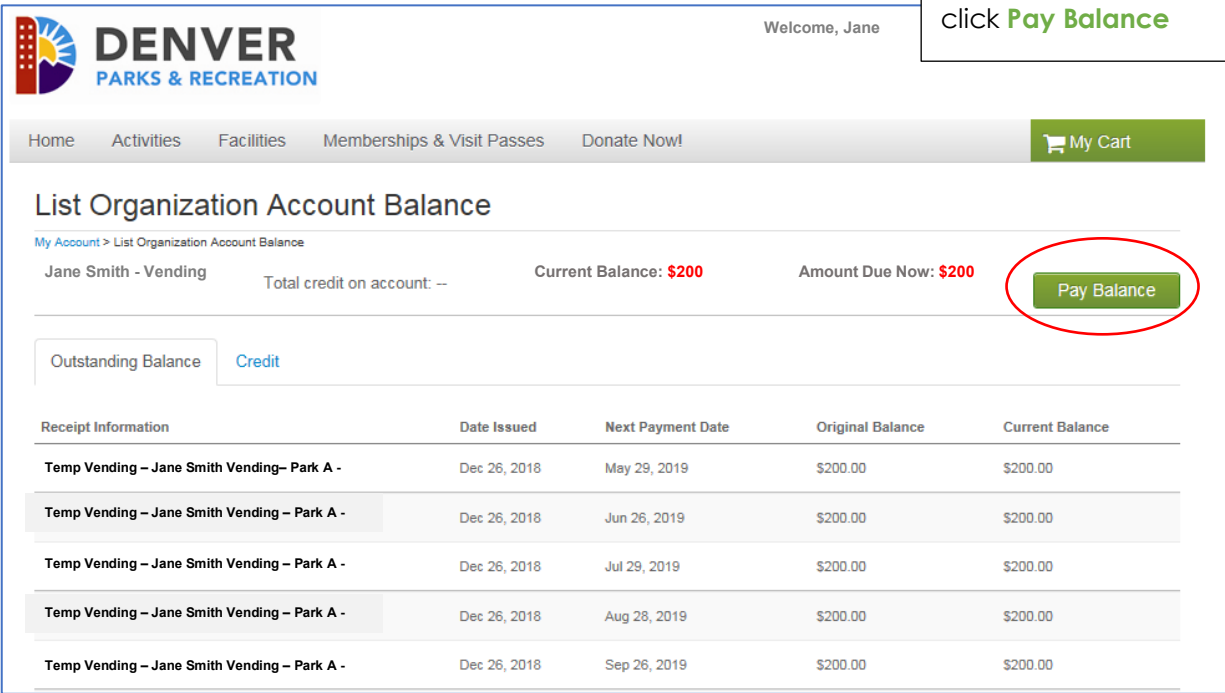 click Pay Balance
DENVER
PARKS & RECREATION
Welcome, Jane
Home Activities Facilities Memberships & Visit Passes Donate Now! My Cart
List Organization Account Balance
My Account > List Organization Account Balance
Jane Smith - Vending Total credit on account: -- Current Balance: $200 Amount Due Now: $200 Pay Balance
Outstanding Balance Credit
Receipt Information Date Issued Next Payment Date Original Balance Current Balance
Temp Vending – Jane Smith Vending– Park A - Dec 26, 2018 May 29, 2019 $200.00 $200.00
Temp Vending – Jane Smith Vending – Park A - Dec 26, 2018 Jun 26, 2019 $200.00 $200.00
Temp Vending – Jane Smith Vending – Park A - Dec 26, 2018 Jul 29, 2019 $200.00 $200.00
Temp Vending – Jane Smith Vending – Park A - Dec 26, 2018 Aug 28, 2019 $200.00 $200.00
Temp Vending – Jane Smith Vending – Park A - Dec 26, 2018 Sep 26, 2019 $200.00 $200.00